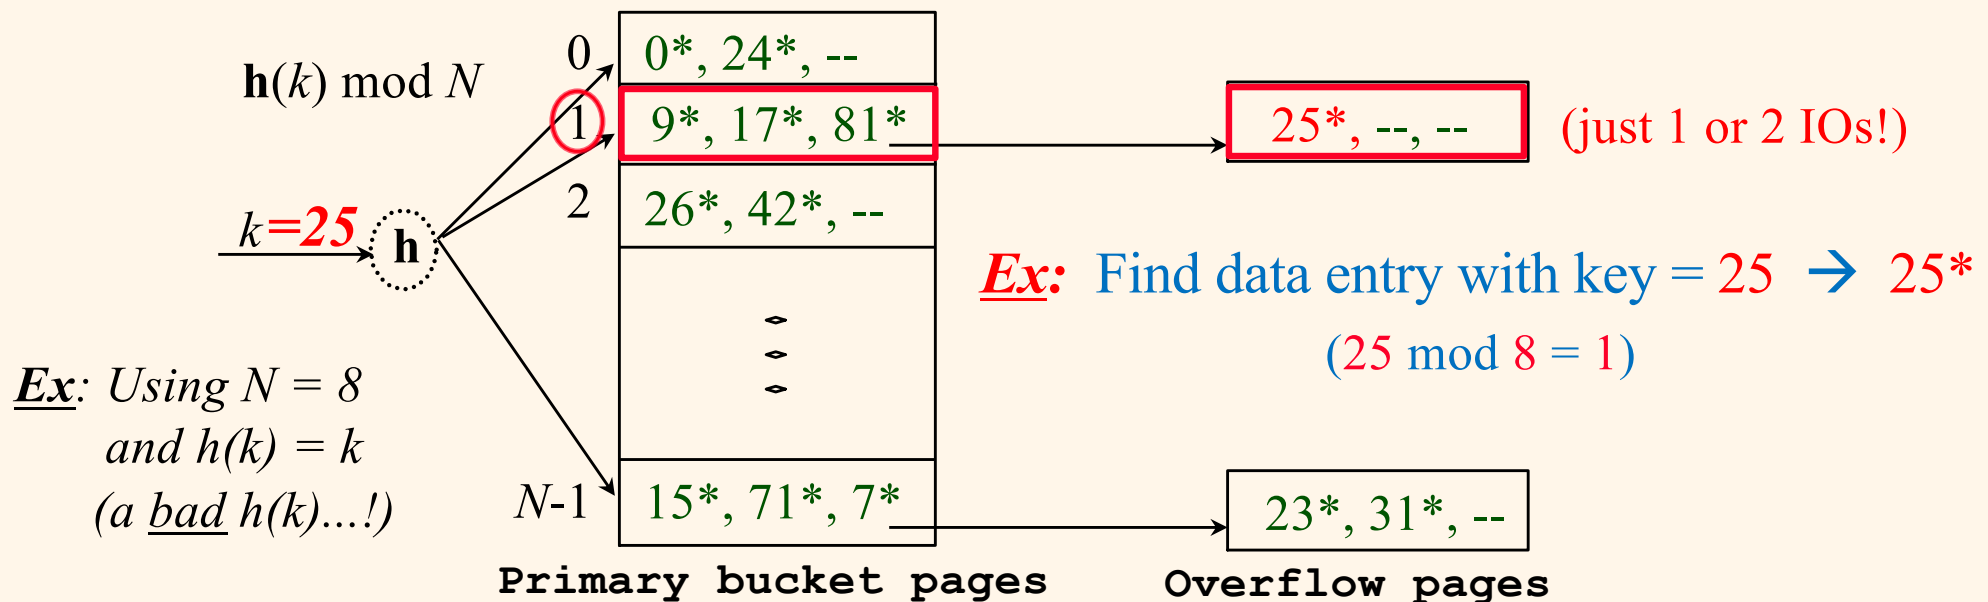 h(k) mod N
0
0*, 24*, --
1
9*, 17*, 81*
25*, --, --
(just 1 or 2 IOs!)
2
26*, 42*, --
k=25
h
Ex: Find data entry with key = 25 → 25*
(25 mod 8 = 1)
Ex: Using N = 8
and h(k) = k
(a bad h(k)...!)
N-1
15*, 71*, 7*
23*, 31*, --
Primary bucket pages
Overflow pages